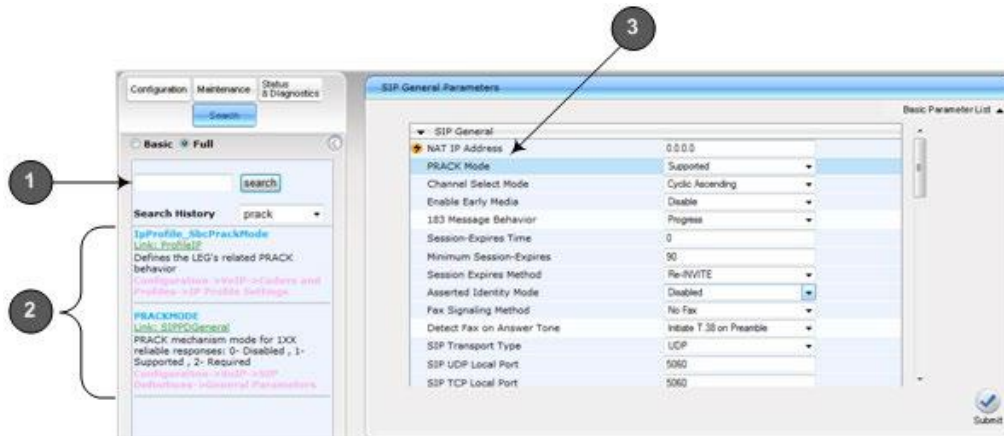 3
Configuration Maintenance Status & Diagnostics
Search
Basic Full
1
search
Search History prack
IpProfile_SbcPrackMode
Link: ProfileIP
Defines the LEG's related PRACK
behavior
Configuration->VoIP->Coders and
Profiles->IP Profile Settings
2
PRACKMODE
Link: SIPPDGeneral
PRACK mechanism mode for 1XX
reliable responses: 0- Disabled , 1-
Supported , 2- Required
Configuration->VoIP->SIP
Definitions->General Parameters
SIP General Parameters
Basic Parameter List
SIP General
NAT IP Address 0.0.0.0
PRACK Mode Supported
Channel Select Mode Cyclic Ascending
Enable Early Media Disable
183 Message Behavior Progress
Session-Expires Time 0
Minimum Session-Expires 90
Session Expires Method Re-INVITE
Asserted Identity Mode Disabled
Fax Signaling Method No Fax
Detect Fax on Answer Tone Initiate T.38 on Preamble
SIP Transport Type UDP
SIP UDP Local Port 5060
SIP TCP Local Port 5060
Submit